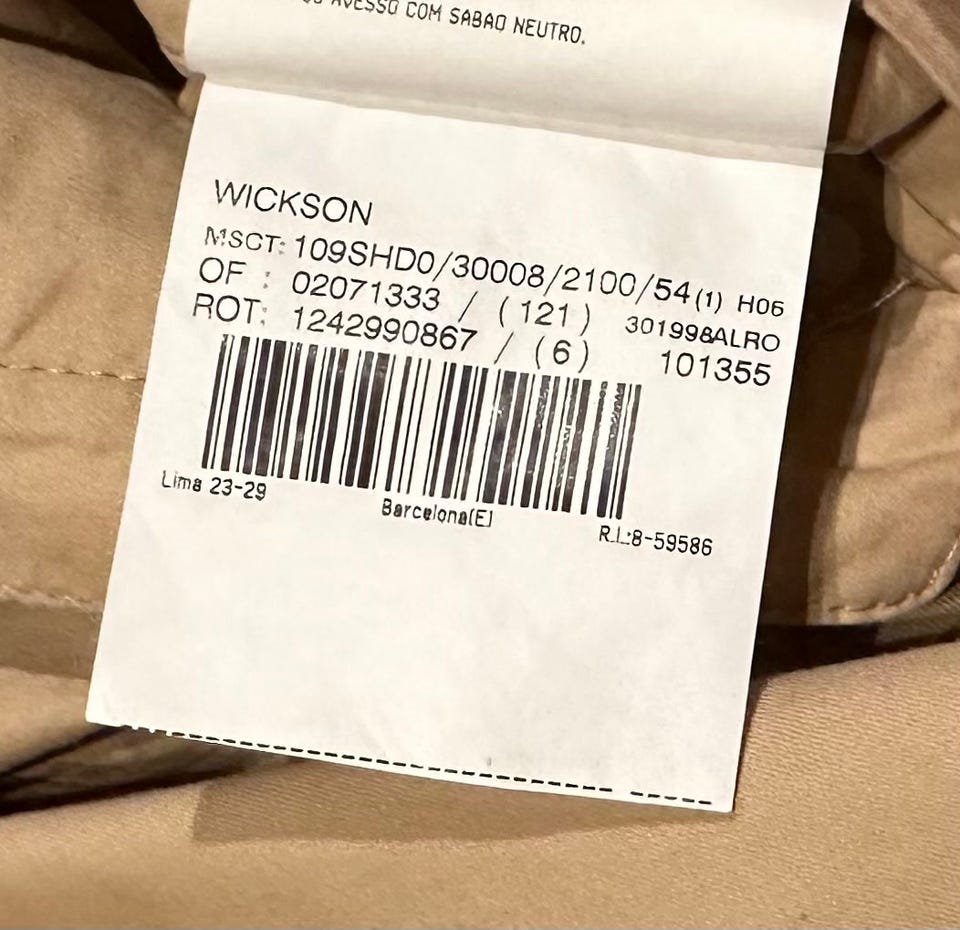 AVESSO COM SABAO NEUTRO.
WICKSON
MSCT: 109SHD0/30008/2100/54(1) H06
OF : 02071333 / (121) 301998ALRO
ROT: 1242990867 / (6) 101355
Lima 23-29 Barcelona(E) R.I.:8-59586